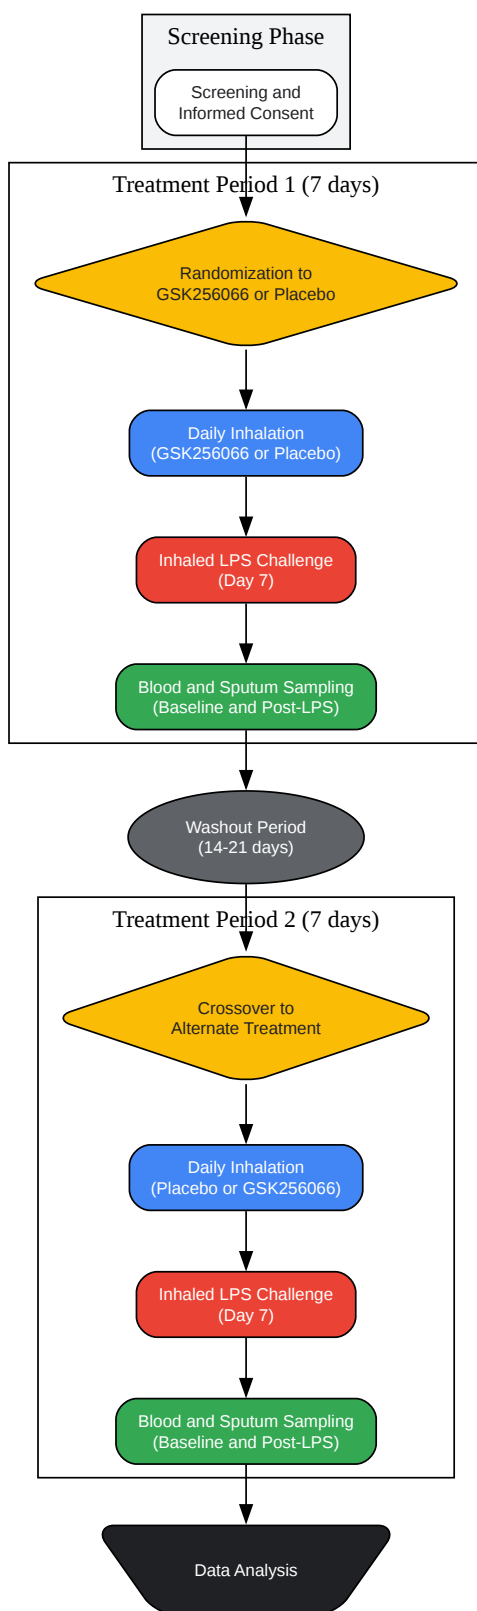 Screening Phase
Screening and
Informed Consent
Treatment Period 1 (7 days)
Randomization to
GSK256066 or Placebo
Daily Inhalation
(GSK256066 or Placebo)
Inhaled LPS Challenge
(Day 7)
Blood and Sputum Sampling
(Baseline and Post-LPS)
Washout Period
(14-21 days)
Treatment Period 2 (7 days)
Crossover to
Alternate Treatment
Daily Inhalation
(Placebo or GSK256066)
Inhaled LPS Challenge
(Day 7)
Blood and Sputum Sampling
(Baseline and Post-LPS)
Data Analysis